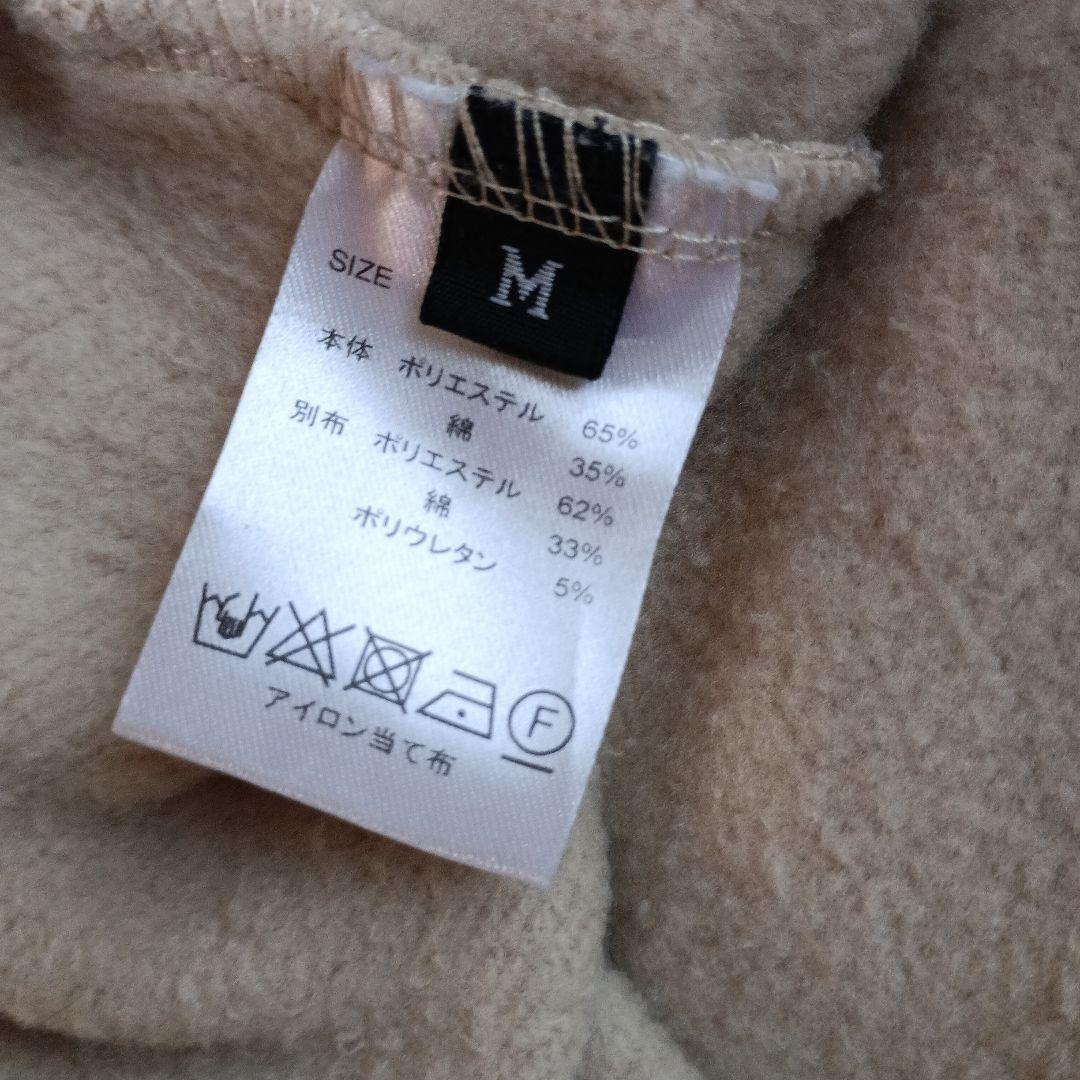 SIZE M
本体 ポリエステル 65%
綿 35%
別布 ポリエステル 62%
綿 33%
ポリウレタン 5%
F
アイロン当て布